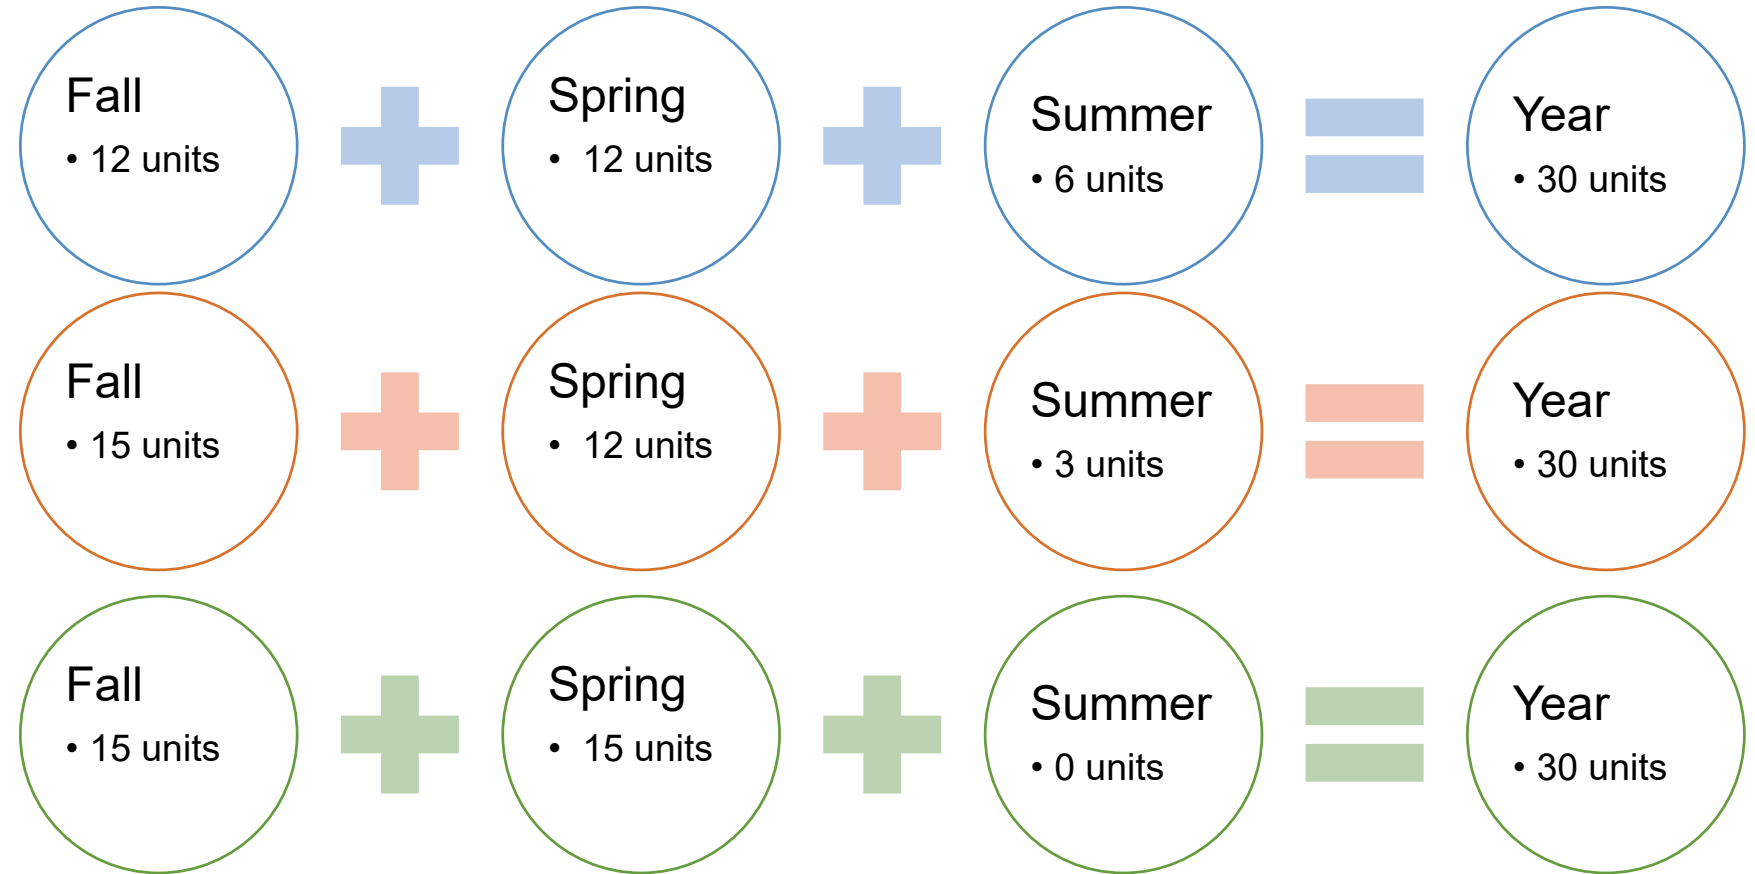 Fall
• 12 units
Spring
• 12 units
Summer
• 6 units
Year
• 30 units
Fall
• 15 units
Spring
• 12 units
Summer
• 3 units
Year
• 30 units
Fall
• 15 units
Spring
• 15 units
Summer
• 0 units
Year
• 30 units